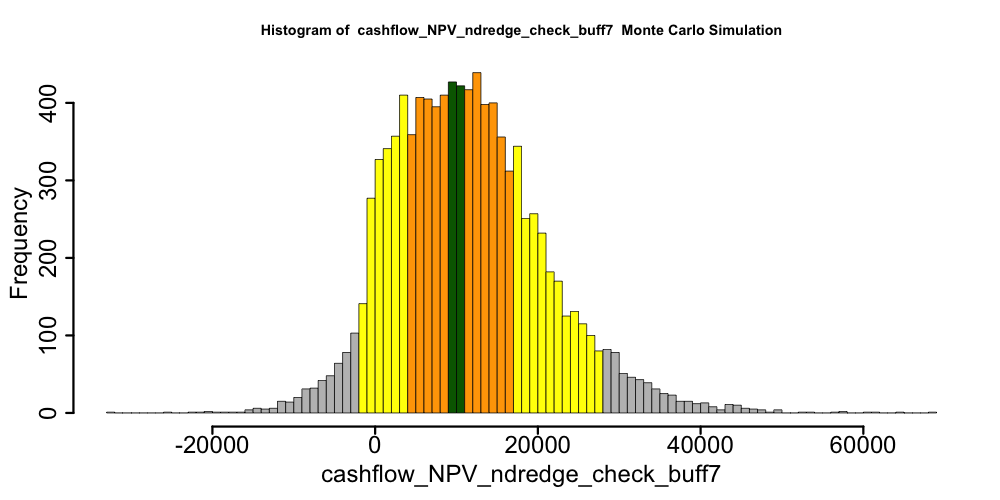 Histogram of cashflow_NPV_ndredge_check_buff7 Monte Carlo Simulation
400
300
200
100
0
Frequency
-20000 0 20000 40000 60000
cashflow_NPV_ndredge_check_buff7